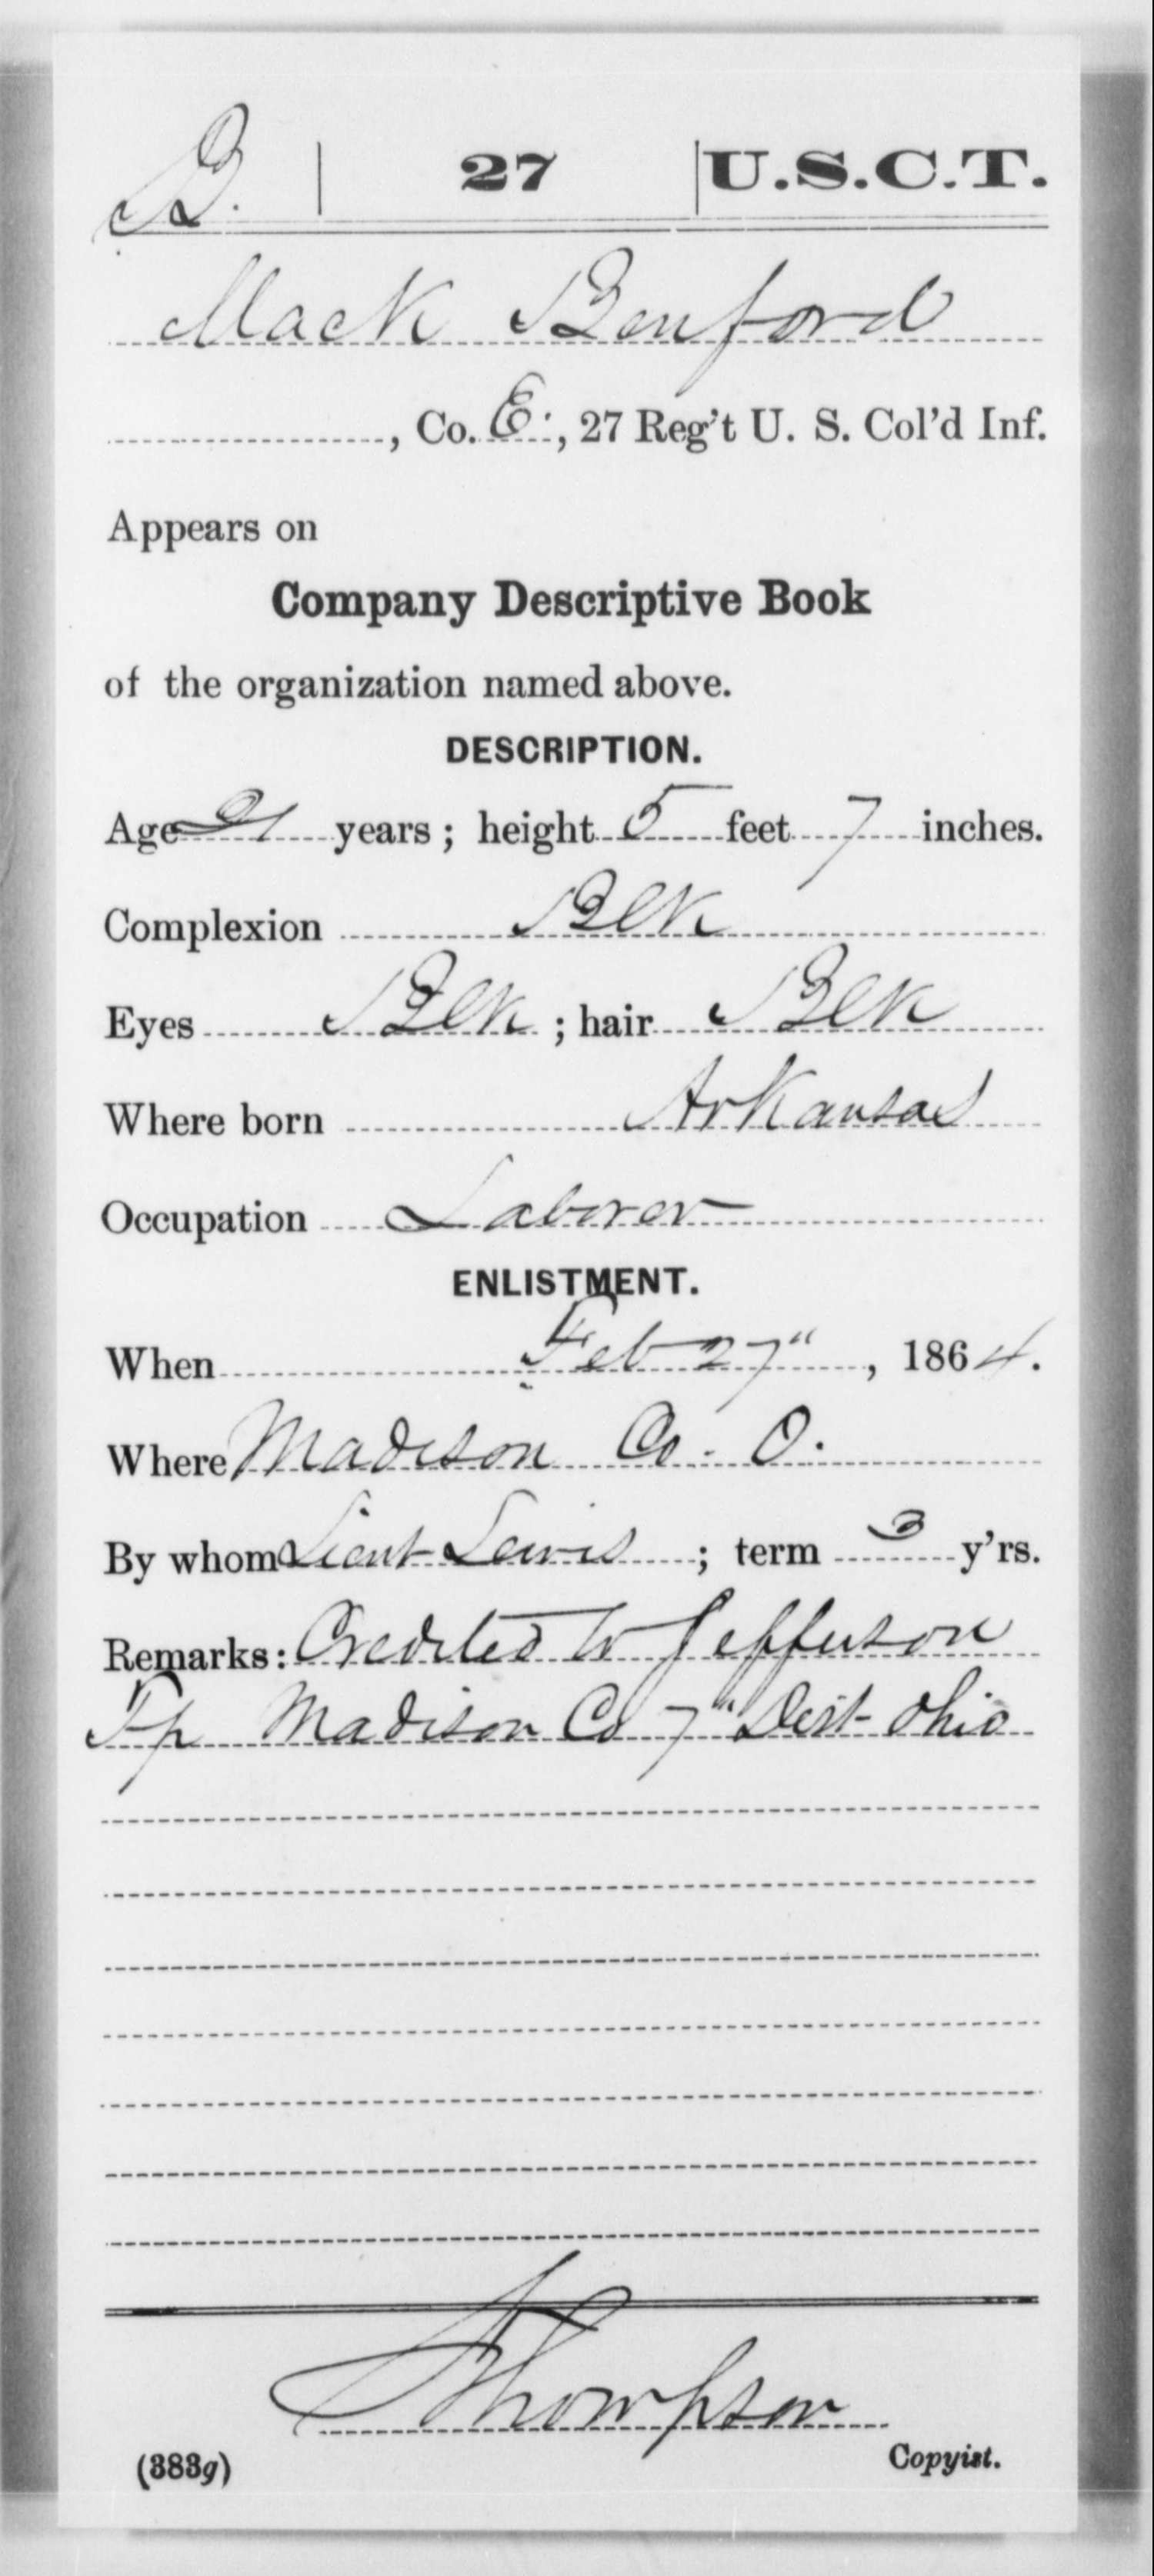 B. | 27 | U.S.C.T.
Mack Benford
, Co. E., 27 Reg't U. S. Col'd Inf.
Appears on
Company Descriptive Book
of the organization named above.
DESCRIPTION.
Age 21 years; height 5 feet 7 inches.
Complexion Blk
Eyes Blk; hair Blk
Where born Arkansas
Occupation Laborer
ENLISTMENT.
When Feb 27", 1864.
Where Madison Co. O.
By whom Lieut Lewis; term 3 y'rs.
Remarks: Credited to Jefferson
Tp Madison Co 7" Dist Ohio
Thompson
(383g) Copyist.